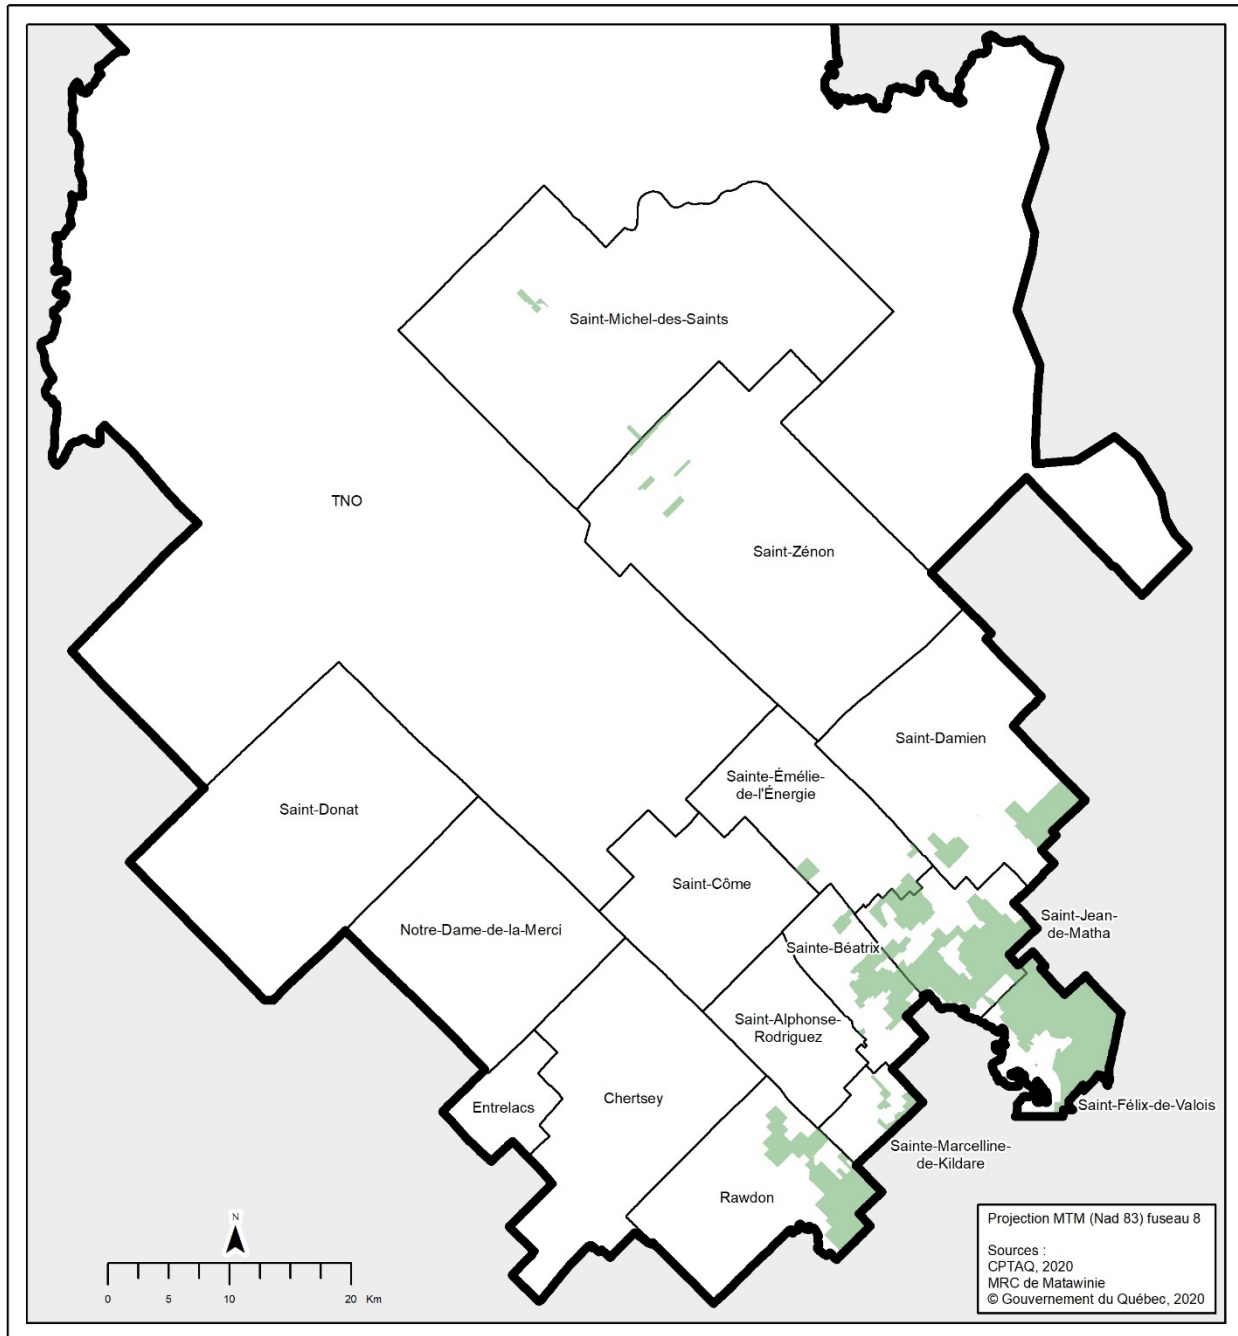 Saint-Michel-des-Saints
TNO
Saint-Zénon
Saint-Damien
Sainte-Émélie-
de-l'Énergie
Saint-Donat
Saint-Côme
Saint-Jean-
de-Matha
Notre-Dame-de-la-Merci
Sainte-Béatrix
Saint-Alphonse-
Rodriguez
Entrelacs
Chertsey
Saint-Félix-de-Valois
Sainte-Marcelline-
de-Kildare
Rawdon
N
0 5 10 20 Km
Projection MTM (Nad 83) fuseau 8
Sources :
CPTAQ, 2020
MRC de Matawinie
© Gouvernement du Québec, 2020